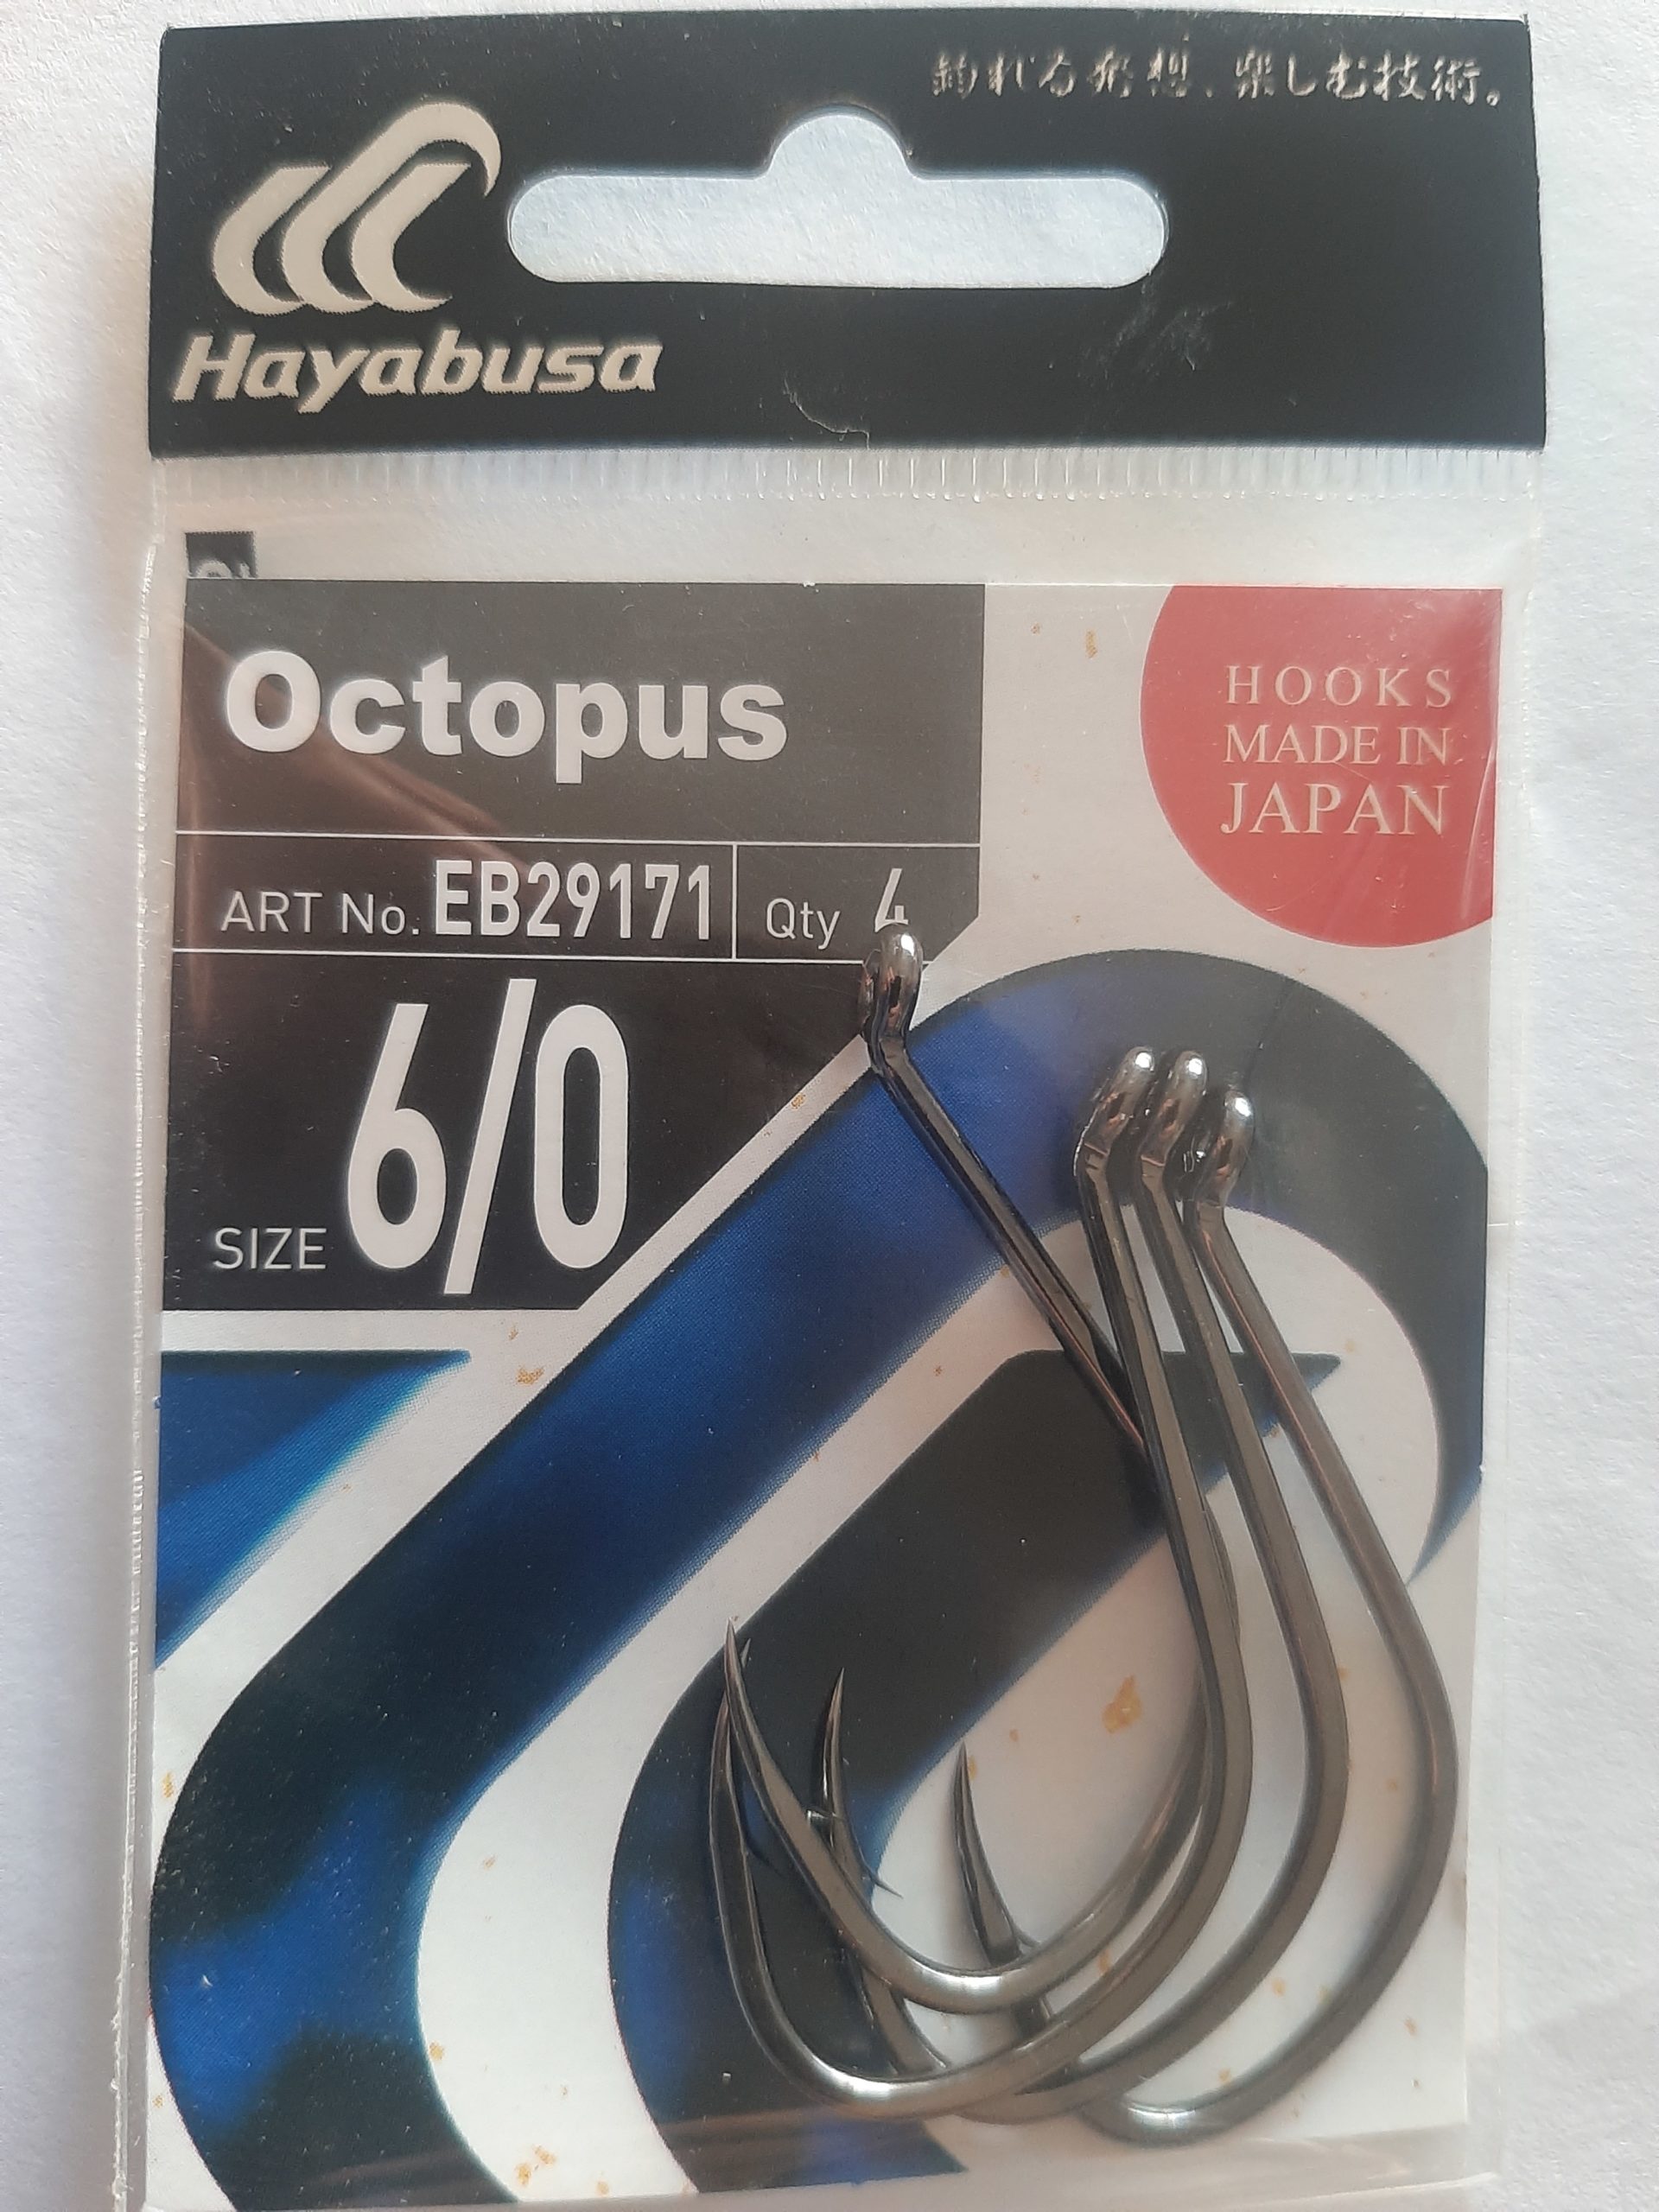 釣れる発想、楽しむ技術。
Hayabusa
Octopus
HOOKS
MADE IN
JAPAN
ART No. EB29171
Qty 4
SIZE 6/0